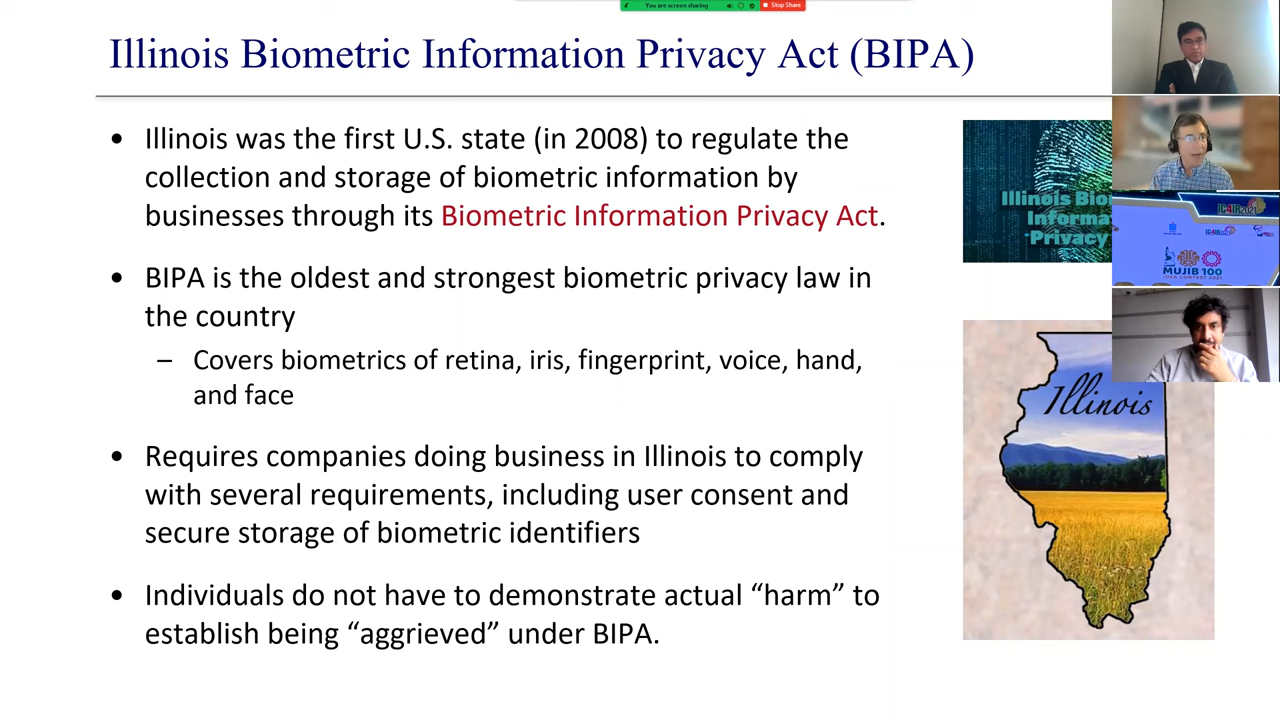 You are screen sharing
Stop Share
Illinois Biometric Information Privacy Act (BIPA)
• Illinois was the first U.S. state (in 2008) to regulate the
collection and storage of biometric information by
businesses through its Biometric Information Privacy Act.
• BIPA is the oldest and strongest biometric privacy law in
the country
– Covers biometrics of retina, iris, fingerprint, voice, hand,
and face
• Requires companies doing business in Illinois to comply
with several requirements, including user consent and
secure storage of biometric identifiers
• Individuals do not have to demonstrate actual “harm” to
establish being “aggrieved” under BIPA.
Illinois Bio
Informa
Privacy
IC4IR2021
MUJIB 100
IDEA CONTEST 2021
Illinois